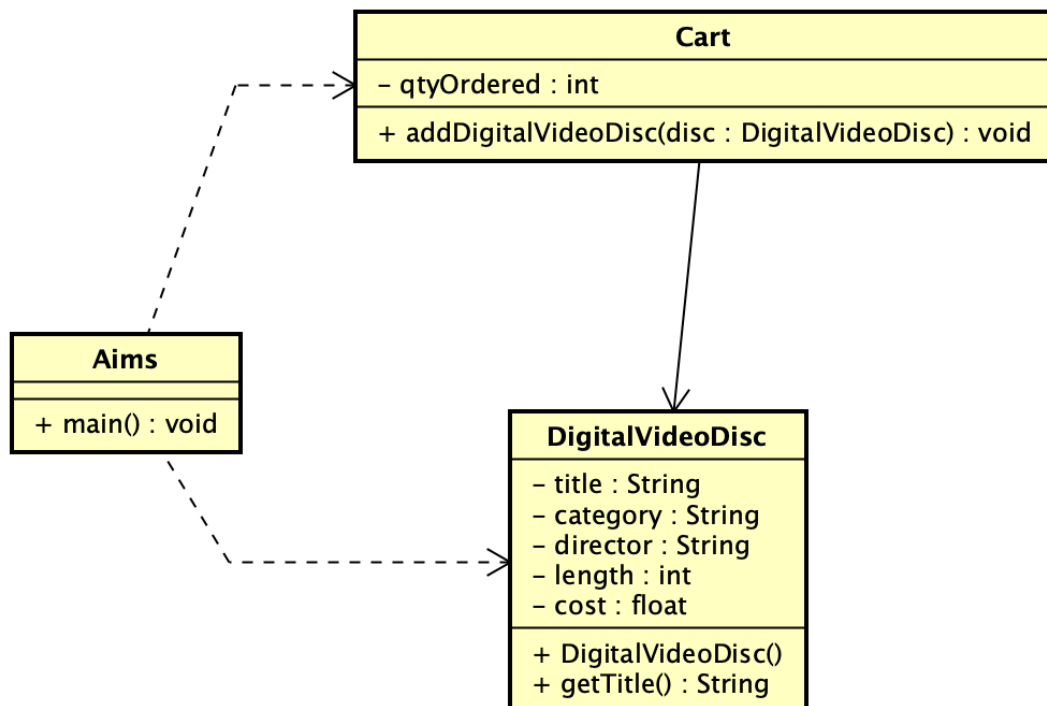 Cart
– qtyOrdered : int
+ addDigitalVideoDisc(disc : DigitalVideoDisc) : void
Aims
+ main() : void
DigitalVideoDisc
– title : String
– category : String
– director : String
– length : int
– cost : float
+ DigitalVideoDisc()
+ getTitle() : String